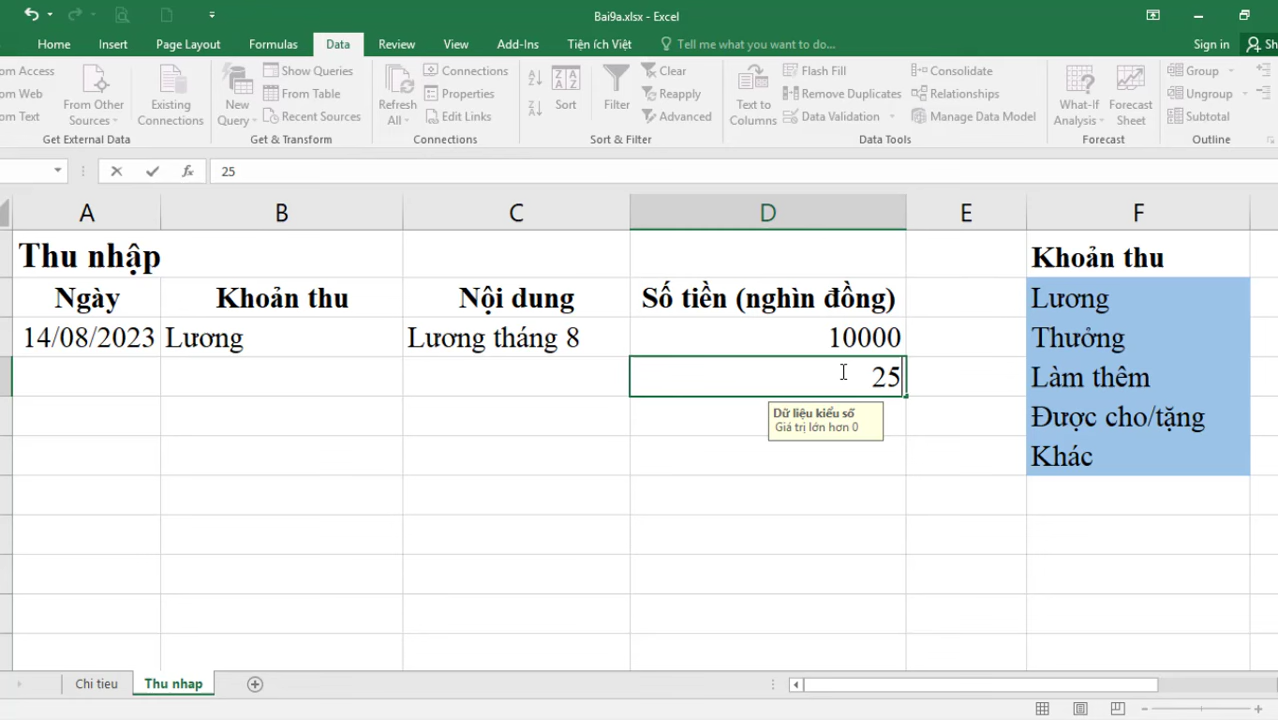 Bai9a.xlsx - Excel
Home Insert Page Layout Formulas Data Review View Add-Ins Tiện ích Việt Tell me what you want to do... Sign in Sh
om Access
om Web
om Text
From Other Sources
Existing Connections
Get External Data
New Query
Show Queries
From Table
Recent Sources
Get & Transform
Refresh All
Connections
Properties
Edit Links
Connections
Sort
Filter
Clear
Reapply
Advanced
Sort & Filter
Text to Columns
Flash Fill
Remove Duplicates
Data Validation
Consolidate
Relationships
Manage Data Model
Data Tools
What-If Analysis
Forecast Sheet
Forecast
Group
Ungroup
Subtotal
Outline
fx 25
A B C D E F
Thu nhập Khoản thu
Ngày Khoản thu Nội dung Số tiền (nghìn đồng) Lương
14/08/2023 Lương Lương tháng 8 10000 Thưởng
25 Làm thêm
Dữ liệu kiểu số
Giá trị lớn hơn 0
Được cho/tặng
Khác
Chi tieu Thu nhap